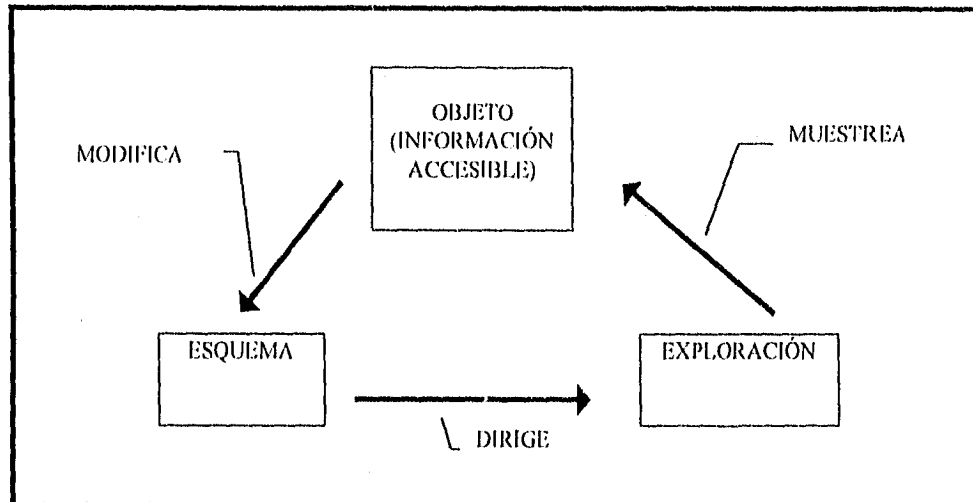 OBJETO
(INFORMACIÓN
ACCESIBLE)
MODIFICA
MUESTREA
ESQUEMA
EXPLORACIÓN
DIRIGE